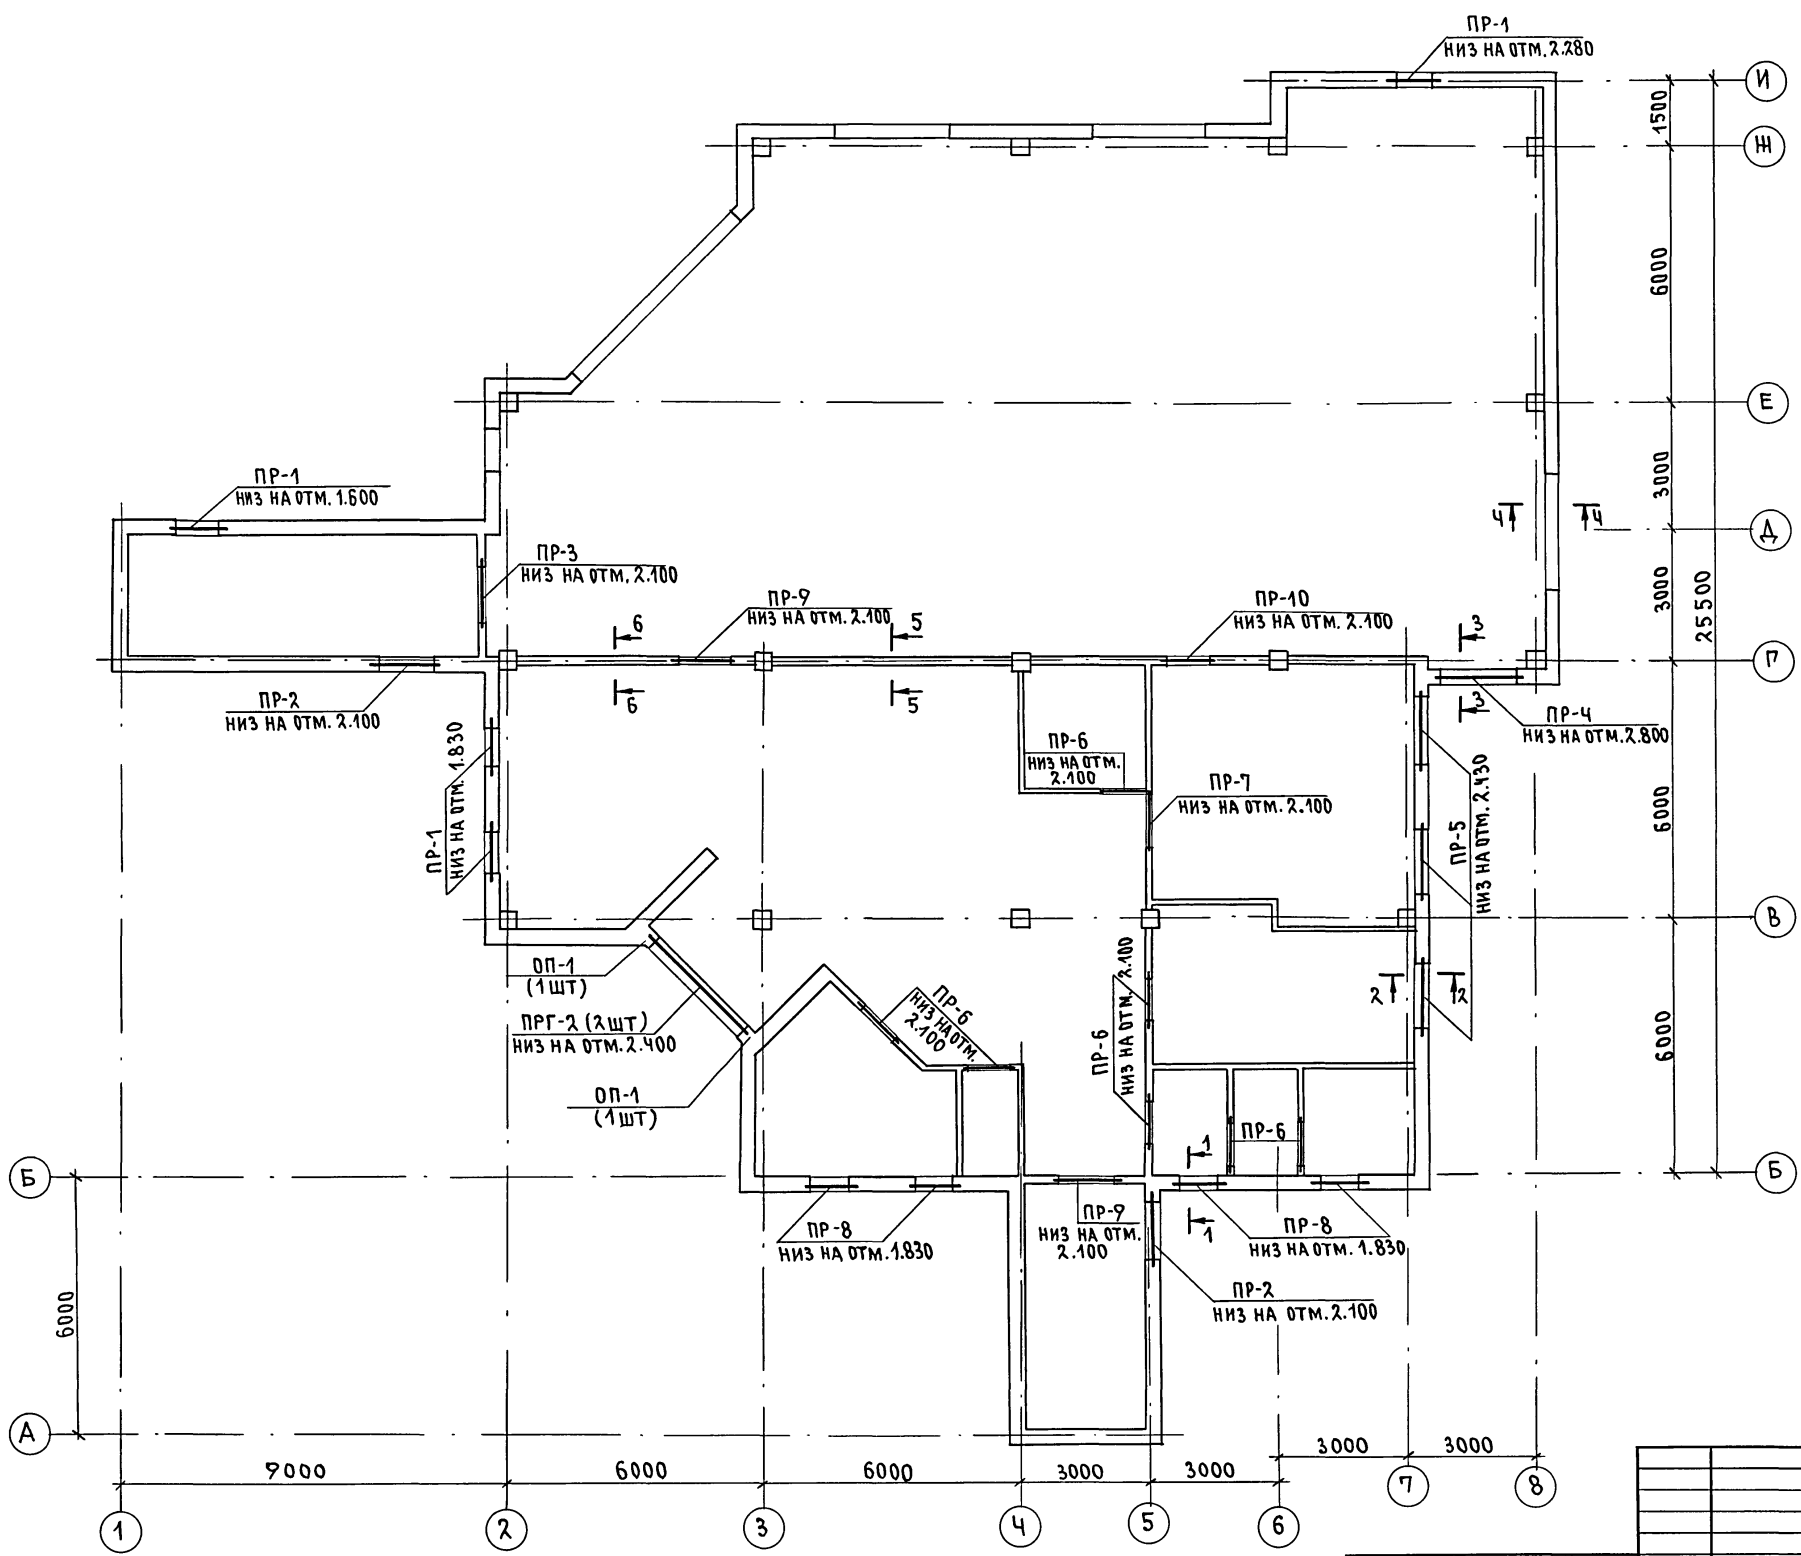 ПР-1
НИЗ НА ОТМ. 2.280
И
1500
Ж
6000
Е
3000
ПР-1
НИЗ НА ОТМ. 1.600
4
4
Д
ПР-3
НИЗ НА ОТМ. 2.100
3000
25500
ПР-9
НИЗ НА ОТМ. 2.100
ПР-10
НИЗ НА ОТМ. 2.100
6
5
3
Г
6
5
3
ПР-2
НИЗ НА ОТМ. 2.100
ПР-4
НИЗ НА ОТМ. 2.800
ПР-1
НИЗ НА ОТМ. 1.830
ПР-6
НИЗ НА ОТМ.
2.100
ПР-7
НИЗ НА ОТМ. 2.100
ПР-5
НИЗ НА ОТМ. 2.430
6000
В
ОП-1
(1 ШТ)
ПРГ-2 (2 ШТ)
НИЗ НА ОТМ. 2.400
ПР-6
НИЗ НА ОТМ.
2.100
ПР-6
НИЗ НА ОТМ. 2.100
2
2
6000
ОП-1
(1 ШТ)
ПР-6
1
Б
Б
1
ПР-8
НИЗ НА ОТМ. 1.830
ПР-9
НИЗ НА ОТМ.
2.100
ПР-8
НИЗ НА ОТМ. 1.830
ПР-2
НИЗ НА ОТМ. 2.100
6000
А
9000
6000
6000
3000
3000
3000
3000
1
2
3
4
5
6
7
8